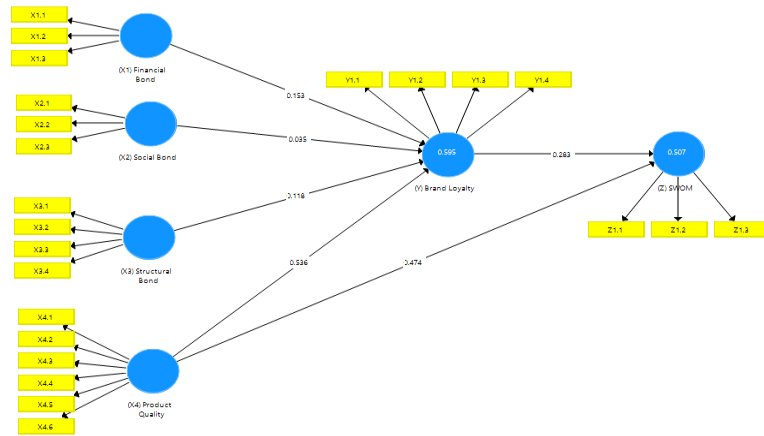 X1.1
X1.2
X1.3
(X1) Financial
Bond
0.153
X2.1
X2.2
X2.3
(X2) Social Bond
0.035
X3.1
X3.2
X3.3
X3.4
(X3) Structural
Bond
0.118
X4.1
X4.2
X4.3
X4.4
X4.5
X4.6
(X4) Product
Quality
0.536
0.474
Y1.1
Y1.2
Y1.3
Y1.4
0.595
(Y) Brand Loyalty
0.283
0.507
(Z) SWOM
Z1.1
Z1.2
Z1.3